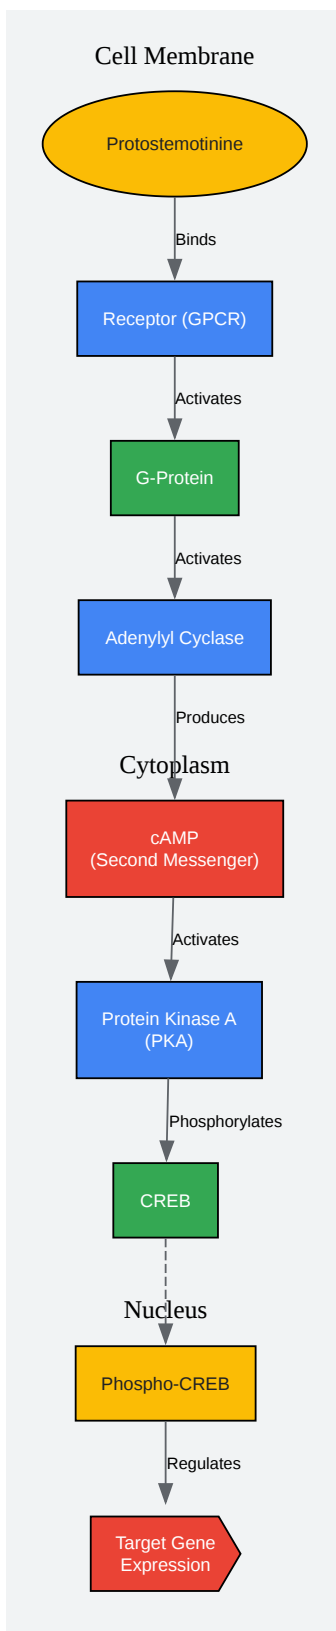 Cell Membrane
Protostemotinine
Binds
Receptor (GPCR)
Activates
G-Protein
Activates
Adenylyl Cyclase
Produces
Cytoplasm
cAMP
(Second Messenger)
Activates
Protein Kinase A
(PKA)
Phosphorylates
CREB
Nucleus
Phospho-CREB
Regulates
Target Gene
Expression